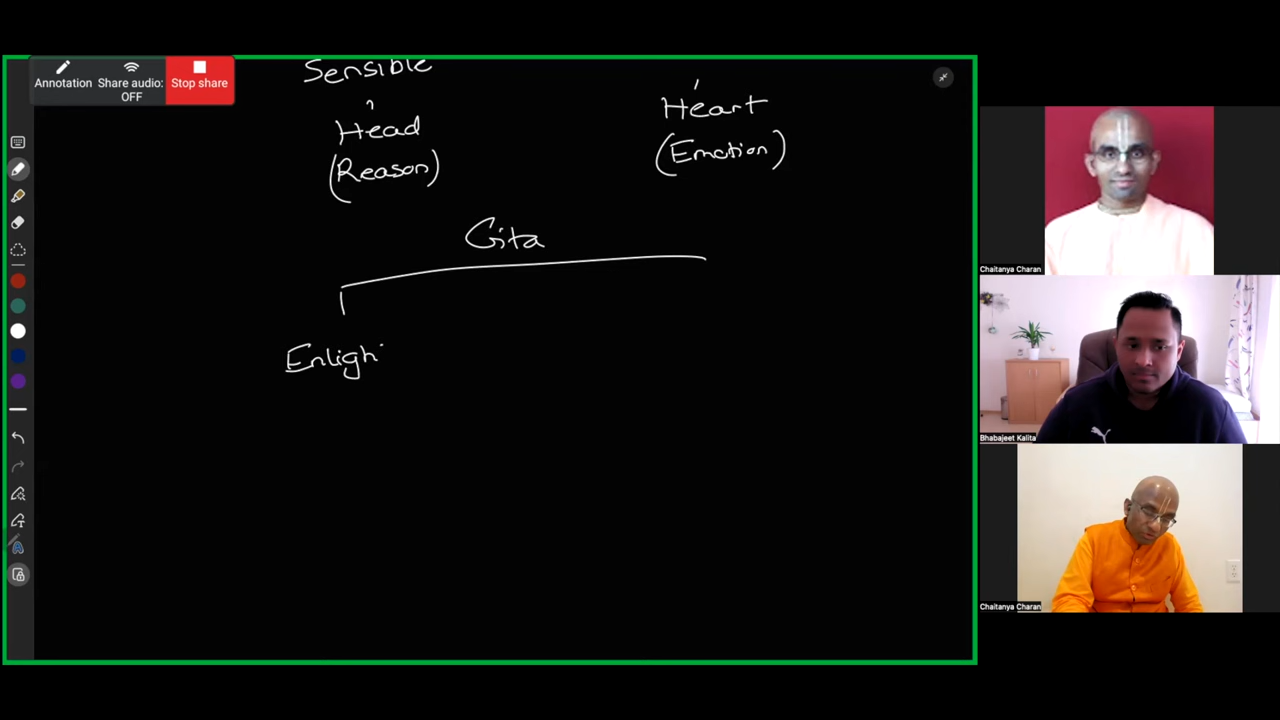 Annotation
Share audio:
OFF
Stop share
Sensible
Head
(Reason)
Heart
(Emotion)
Gita
Enligh
Chaitanya Charan
Bhabajeet Kalita
Chaitanya Charan